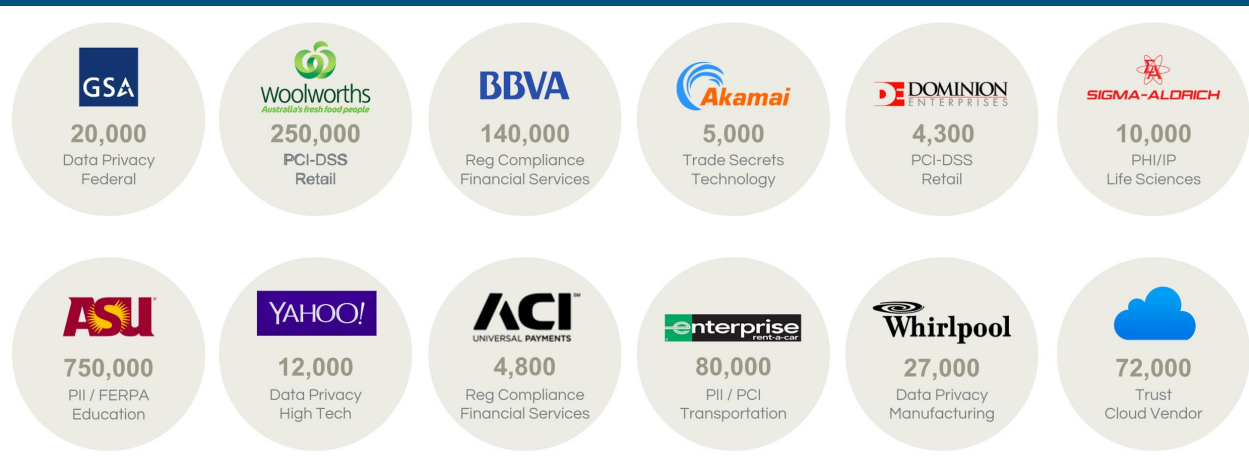 GSA
20,000
Data Privacy
Federal
Woolworths
Australia's fresh food people
250,000
PCI-DSS
Retail
BBVA
140,000
Reg Compliance
Financial Services
Akamai
5,000
Trade Secrets
Technology
DE DOMINION
ENTERPRISES
4,300
PCI-DSS
Retail
SA
SIGMA-ALDRICH
10,000
PHI/IP
Life Sciences
ASU
750,000
PII / FERPA
Education
YAHOO!
12,000
Data Privacy
High Tech
ACI℠
UNIVERSAL PAYMENTS
4,800
Reg Compliance
Financial Services
enterprise
rent-a-car
80,000
PII / PCI
Transportation
Whirlpool
27,000
Data Privacy
Manufacturing
72,000
Trust
Cloud Vendor